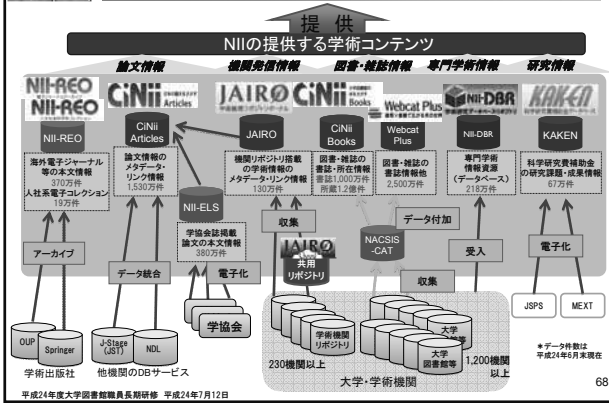 提 供
NIIの提供する学術コンテンツ
論文情報
機関発信情報
図書・雑誌情報
専門学術情報
研究情報
NII-REO
NII-REO
CiNii
Articles
JAIRO
CiNii
Books
Webcat Plus
NII-DBR
KAKEN
NII-REO
CiNii
Articles
JAIRO
CiNii
Books
Webcat
Plus
NII-DBR
KAKEN
海外電子ジャーナル
等の本文情報
370万件
人社系電子コレクション
19万件
論文情報の
メタデータ・
リンク情報
1,530万件
機関リポジトリ搭載
の学術情報の
メタデータ・リンク情報
130万件
図書・雑誌の
書誌・所在情報
書誌1,000万件
所蔵1.2億件
図書・雑誌の
書誌情報他
2,500万件
専門学術
情報資源
(データベース)
218万件
科学研究費補助金
の研究課題・成果情報
67万件
NII-ELS
学協会誌掲載
論文の本文情報
380万件
収集
データ付加
アーカイブ
データ統合
電子化
JAIRO
共用
リポジトリ
NACSIS
-CAT
受入
電子化
収集
学協会
JSPS
MEXT
OUP
Springer
J-Stage
(JST)
NDL
学術機関
リポジトリ
大学
図書館等
大学
図書館等
230機関以上
1,200機関
以上
学術出版社
他機関のDBサービス
大学・学術機関
*データ件数は
平成24年6月末現在
平成24年度大学図書館職員長期研修 平成24年7月12日
68